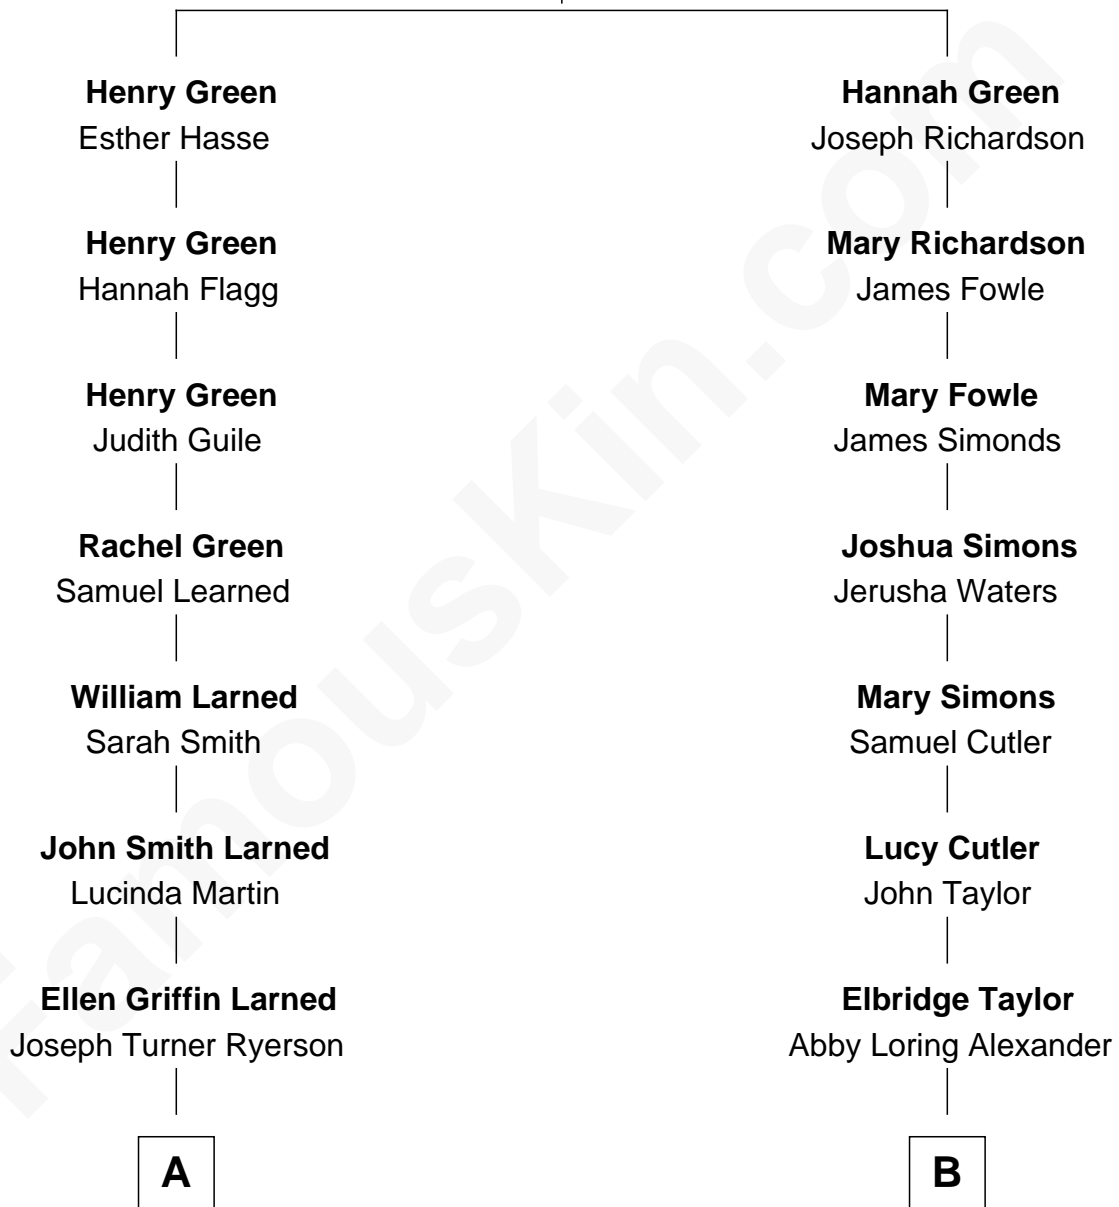 Henry Green
Esther Hasse
Henry Green
Hannah Flagg
Henry Green
Judith Guile
Rachel Green
Samuel Learned
William Larned
Sarah Smith
John Smith Larned
Lucinda Martin
Ellen Griffin Larned
Joseph Turner Ryerson
A
Hannah Green
Joseph Richardson
Mary Richardson
James Fowle
Mary Fowle
James Simonds
Joshua Simons
Jerusha Waters
Mary Simons
Samuel Cutler
Lucy Cutler
John Taylor
Elbridge Taylor
Abby Loring Alexander
B
FamousKin.com